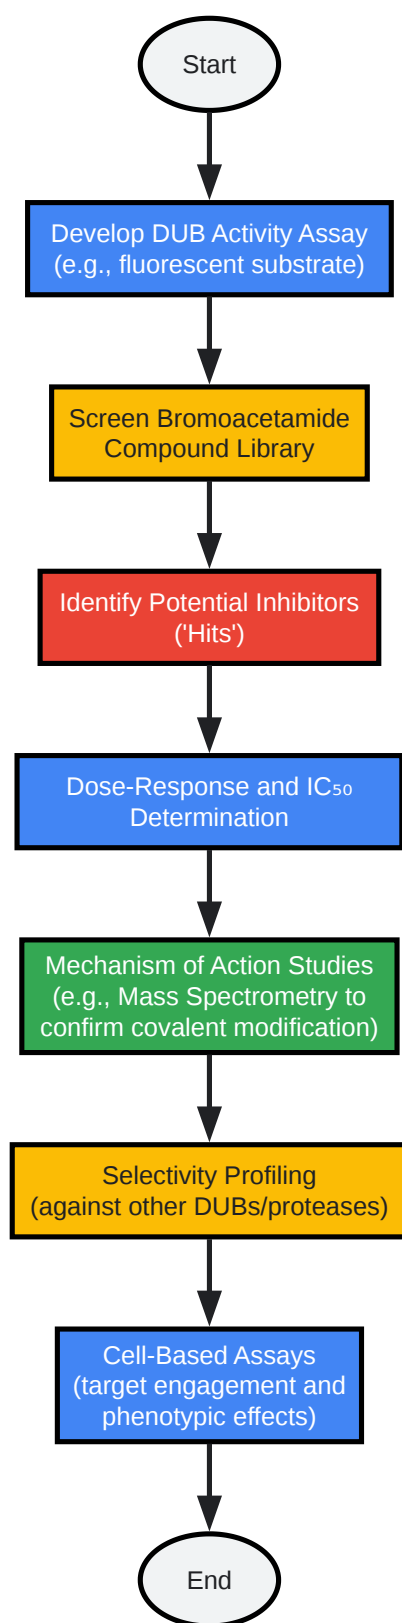 Start
Develop DUB Activity Assay
(e.g., fluorescent substrate)
Screen Bromoacetamide
Compound Library
Identify Potential Inhibitors
('Hits')
Dose-Response and IC₅₀
Determination
Mechanism of Action Studies
(e.g., Mass Spectrometry to
confirm covalent modification)
Selectivity Profiling
(against other DUBs/proteases)
Cell-Based Assays
(target engagement and
phenotypic effects)
End